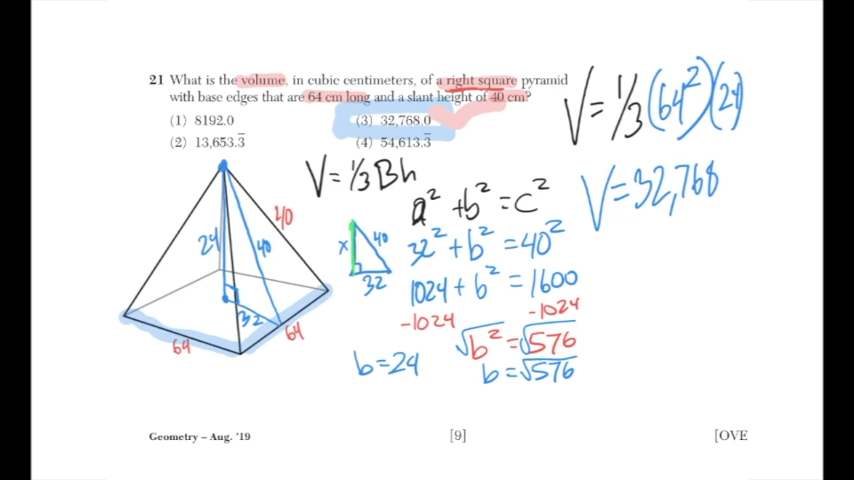 21 What is the volume, in cubic centimeters, of a right square pyramid
with base edges that are 64 cm long and a slant height of 40 cm?
(1) 8192.0 (3) 32,768.0
(2) 13,653.3̅ (4) 54,613.3̅
V = 1/3 (64²)(24)
V = 32,768
V = 1/3 Bh
a² + b² = c²
32² + b² = 40²
1024 + b² = 1600
-1024 -1024
√b² = √576
b = √576
b = 24
40
24
40
32
64
64
x
40
32
Geometry – Aug. '19 [9] [OVE